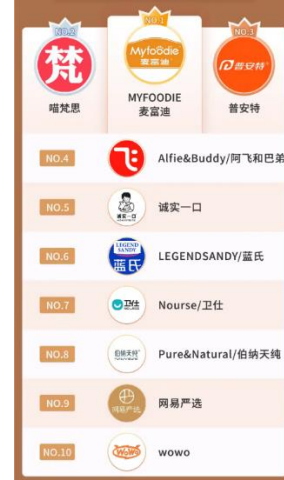 NO.2
NO.1
NO.3
梵
Myfoodie
麦富迪
普安特
喵梵思
MYFOODIE
麦富迪
普安特
NO.4
Alfie&Buddy/阿飞和巴弟
NO.5
诚实一口
诚实一口
NO.6
LEGEND
SANDY
蓝氏
LEGENDSANDY/蓝氏
NO.7
卫仕
Nourse/卫仕
NO.8
伯纳天纯
Pure&Natural/伯纳天纯
NO.9
网易严选
网易严选
NO.10
WoWo
wowo